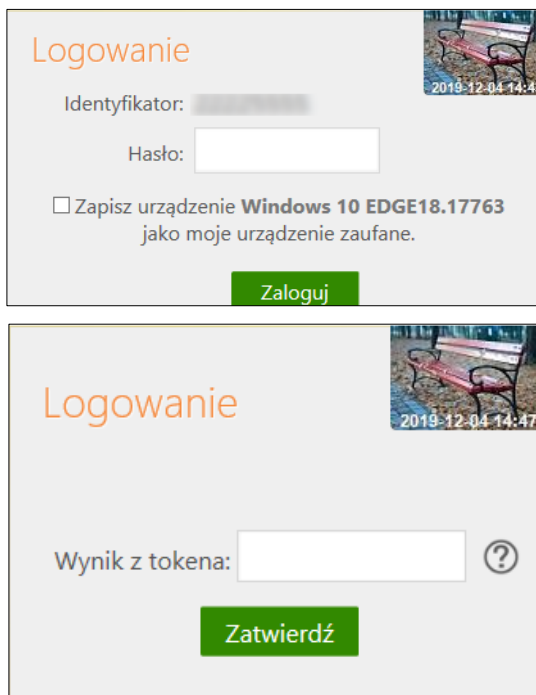 Logowanie
2019-12-04 14:4
Identyfikator:
Hasło:
Zapisz urządzenie Windows 10 EDGE18.17763
jako moje urządzenie zaufane.
Zaloguj
Logowanie
2019-12-04 14:47
Wynik z tokena:
?
Zatwierdź